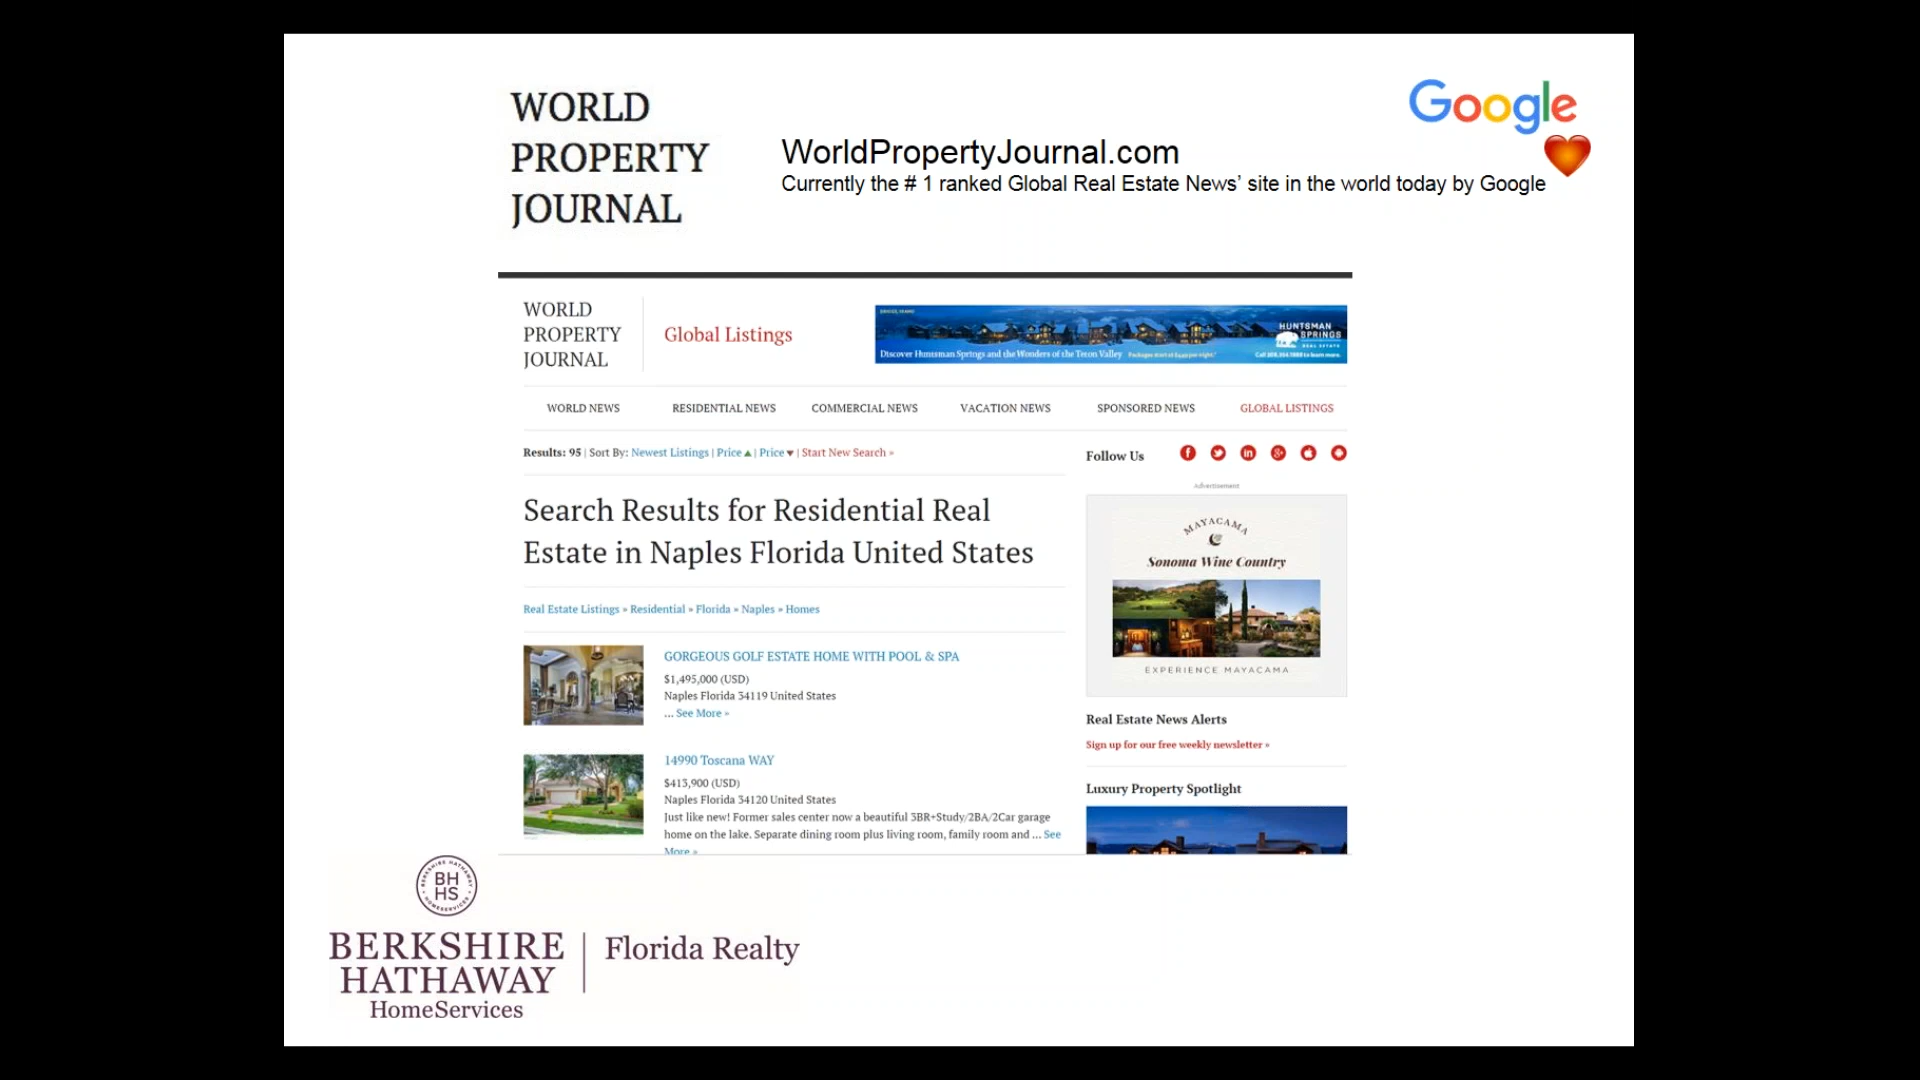 WORLD
PROPERTY
JOURNAL
Google
WorldPropertyJournal.com
Currently the # 1 ranked Global Real Estate News’ site in the world today by Google
WORLD
PROPERTY
JOURNAL
Global Listings
HUNTSMAN
SPRINGS
REAL ESTATE
Discover Huntsman Springs and the Wonders of the Teton Valley
WORLD NEWS RESIDENTIAL NEWS COMMERCIAL NEWS VACATION NEWS SPONSORED NEWS GLOBAL LISTINGS
Results: 95 | Sort By: Newest Listings | Price ▲ | Price ▼ | Start New Search »
Follow Us
Advertisement
Search Results for Residential Real
Estate in Naples Florida United States
Real Estate Listings » Residential » Florida » Naples » Homes
GORGEOUS GOLF ESTATE HOME WITH POOL & SPA
$1,495,000 (USD)
Naples Florida 34119 United States
... See More »
14990 Toscana WAY
$413,900 (USD)
Naples Florida 34120 United States
Just like new! Former sales center now a beautiful 3BR+Study/2BA/2Car garage
home on the lake. Separate dining room plus living room, family room and ... See
More »
MAYACAMA
Sonoma Wine Country
EXPERIENCE MAYACAMA
Real Estate News Alerts
Sign up for our free weekly newsletter »
Luxury Property Spotlight
BERKSHIRE HATHAWAY
BH
HS
HOMESERVICES
BERKSHIRE
HATHAWAY
HomeServices
Florida Realty